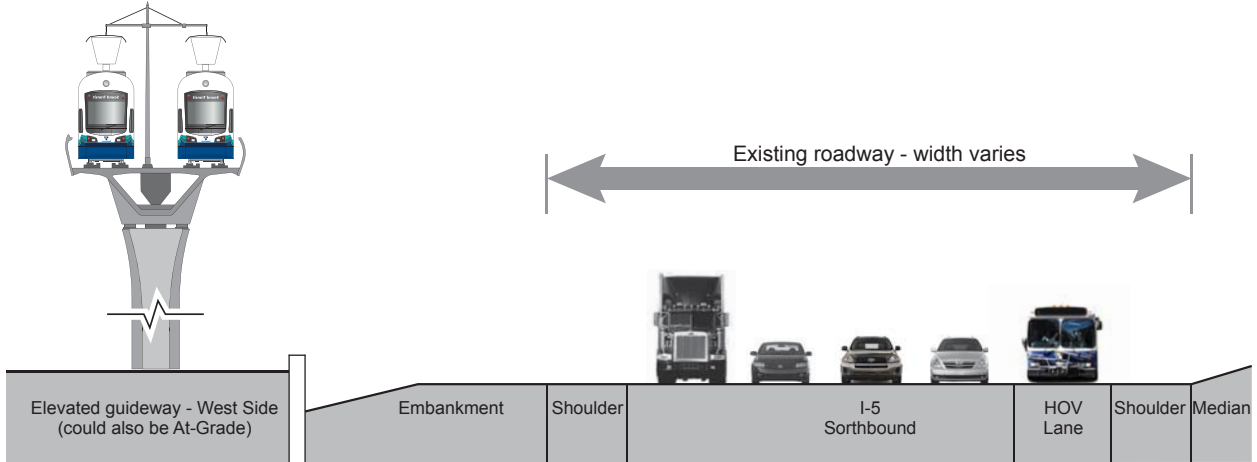 Existing roadway - width varies
Elevated guideway - West Side
(could also be At-Grade)
Embankment
Shoulder
I-5
Sorthbound
HOV
Lane
Shoulder
Median